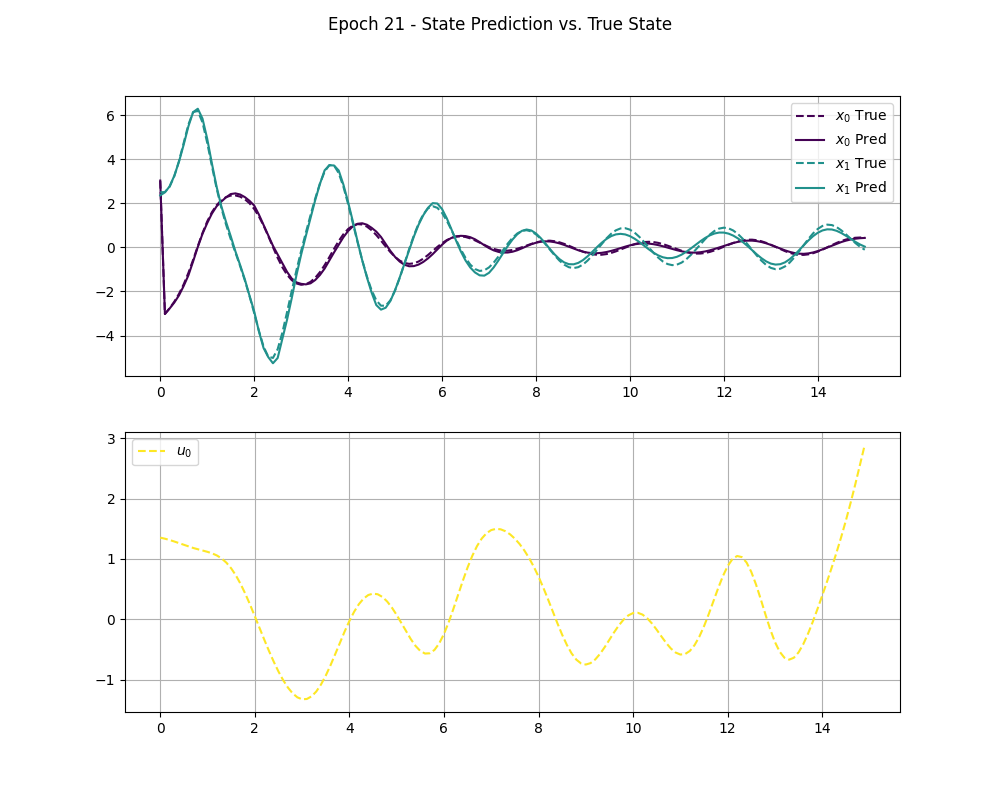 Epoch 21 - State Prediction vs. True State
6
4
2
0
−2
−4
x₀ True
x₀ Pred
x₁ True
x₁ Pred
0 2 4 6 8 10 12 14
3
2
1
0
−1
u₀
0 2 4 6 8 10 12 14